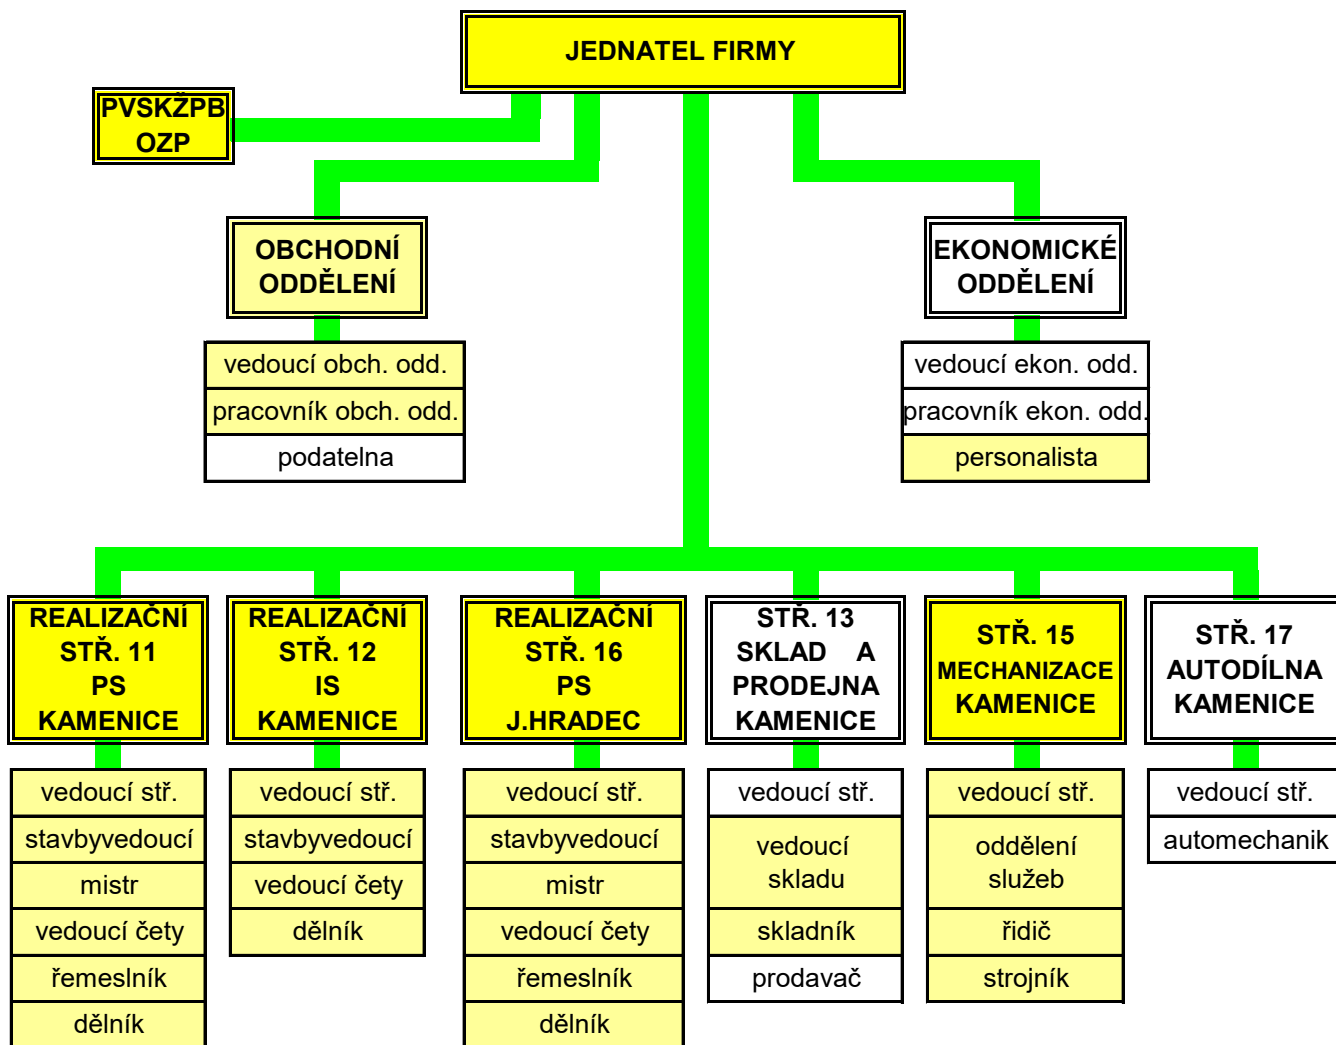 JEDNATEL FIRMY
PVSKŽPB
OZP
OBCHODNÍ
ODDĚLENÍ
vedoucí obch. odd.
pracovník obch. odd.
podatelna
EKONOMICKÉ
ODDĚLENÍ
vedoucí ekon. odd.
pracovník ekon. odd.
personalista
REALIZAČNÍ
STŘ. 11
PS
KAMENICE
vedoucí stř.
stavbyvedoucí
mistr
vedoucí čety
řemeslník
dělník
REALIZAČNÍ
STŘ. 12
IS
KAMENICE
vedoucí stř.
stavbyvedoucí
vedoucí čety
dělník
REALIZAČNÍ
STŘ. 16
PS
J.HRADEC
vedoucí stř.
stavbyvedoucí
mistr
vedoucí čety
řemeslník
dělník
STŘ. 13
SKLAD A
PRODEJNA
KAMENICE
vedoucí stř.
vedoucí
skladu
skladník
prodavač
STŘ. 15
MECHANIZACE
KAMENICE
vedoucí stř.
oddělení
služeb
řidič
strojník
STŘ. 17
AUTODÍLNA
KAMENICE
vedoucí stř.
automechanik